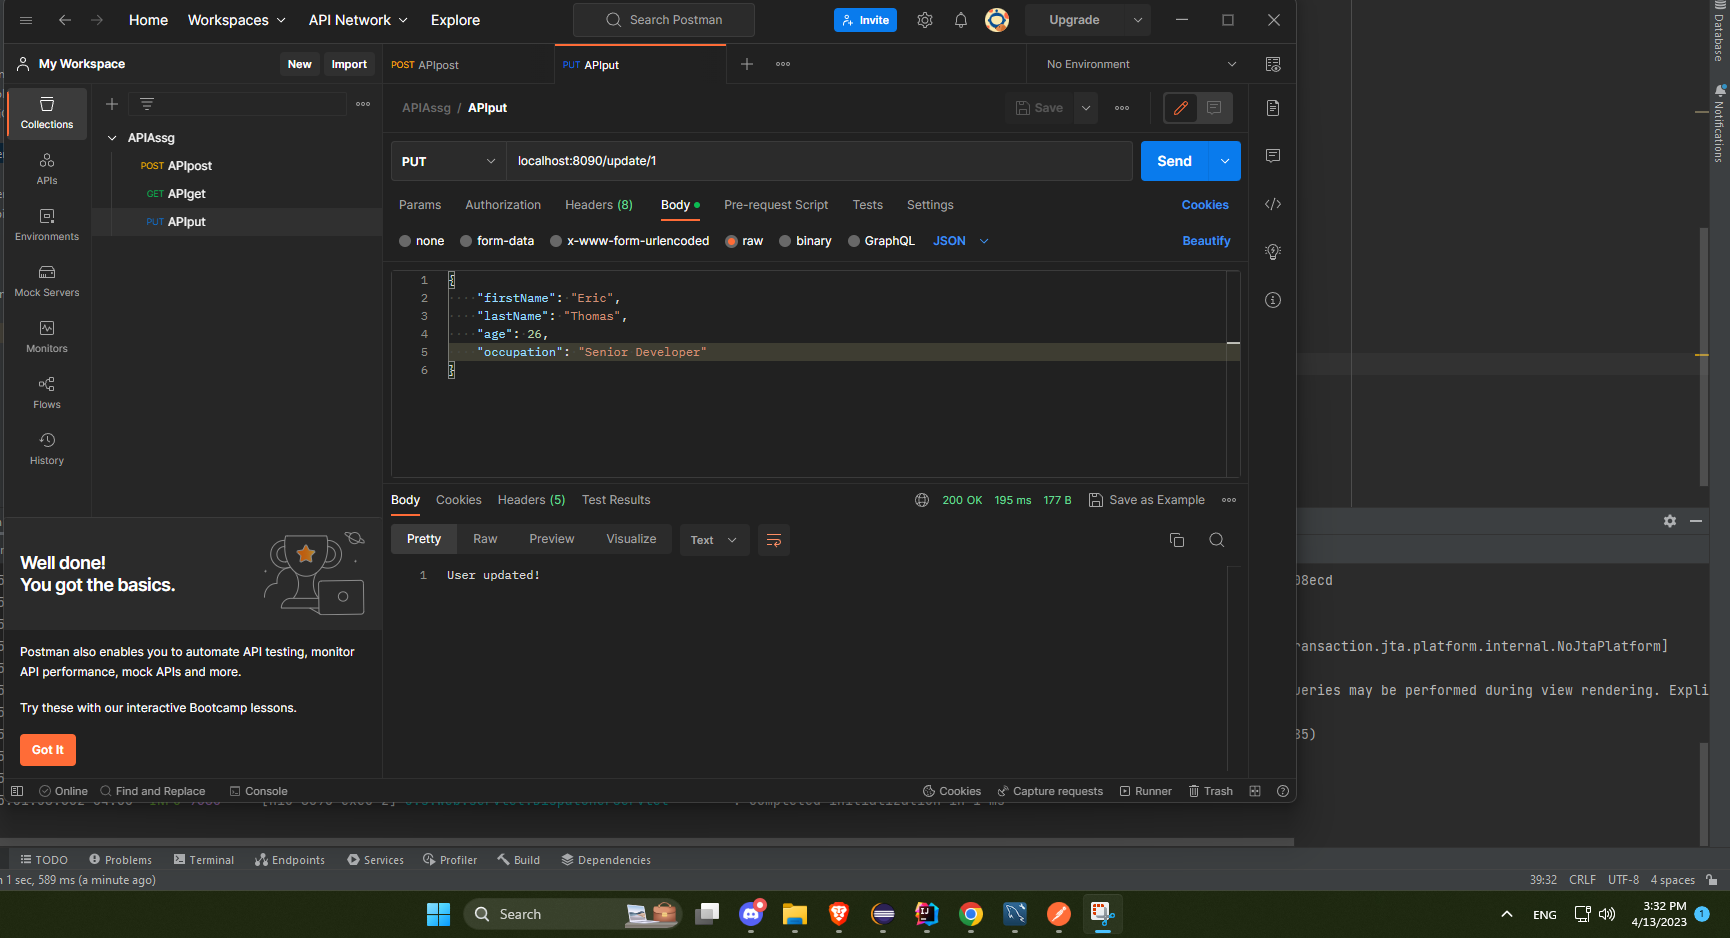 Home Workspaces API Network Explore Search Postman Invite Upgrade
My Workspace New Import POST APIpost PUT APIput No Environment
Collections
APIs
Environments
Mock Servers
Monitors
Flows
History
APIAssg
POST APIpost
GET APIget
PUT APIput
APIAssg / APIput Save
PUT localhost:8090/update/1 Send
Params Authorization Headers (8) Body Pre-request Script Tests Settings Cookies
none form-data x-www-form-urlencoded raw binary GraphQL JSON Beautify
1 {
2 "firstName": "Eric",
3 "lastName": "Thomas",
4 "age": 26,
5 "occupation": "Senior Developer"
6 }
Body Cookies Headers (5) Test Results 200 OK 195 ms 177 B Save as Example
Pretty Raw Preview Visualize Text
1 User updated!
Well done!
You got the basics.
Postman also enables you to automate API testing, monitor
API performance, mock APIs and more.
Try these with our interactive Bootcamp lessons.
Got It
Online Find and Replace Console Cookies Capture requests Runner Trash
Database
Notifications
08ecd
ransaction.jta.platform.internal.NoJtaPlatform]
ueries may be performed during view rendering. Expli
35)
TODO Problems Terminal Endpoints Services Profiler Build Dependencies
1 sec, 589 ms (a minute ago) 39:32 CRLF UTF-8 4 spaces
Search ENG 3:32 PM
4/13/2023 1